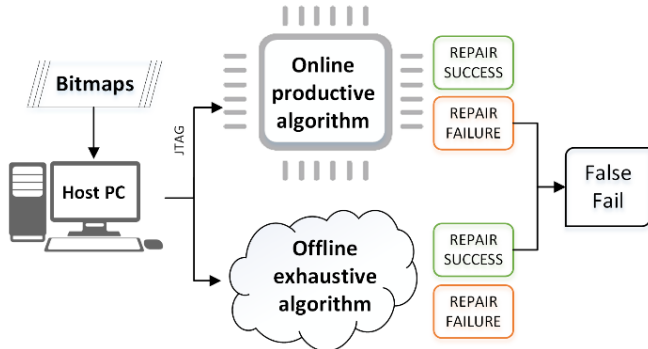 Bitmaps
Host PC
JTAG
Online
productive
algorithm
REPAIR
SUCCESS
REPAIR
FAILURE
Offline
exhaustive
algorithm
REPAIR
SUCCESS
REPAIR
FAILURE
False
Fail